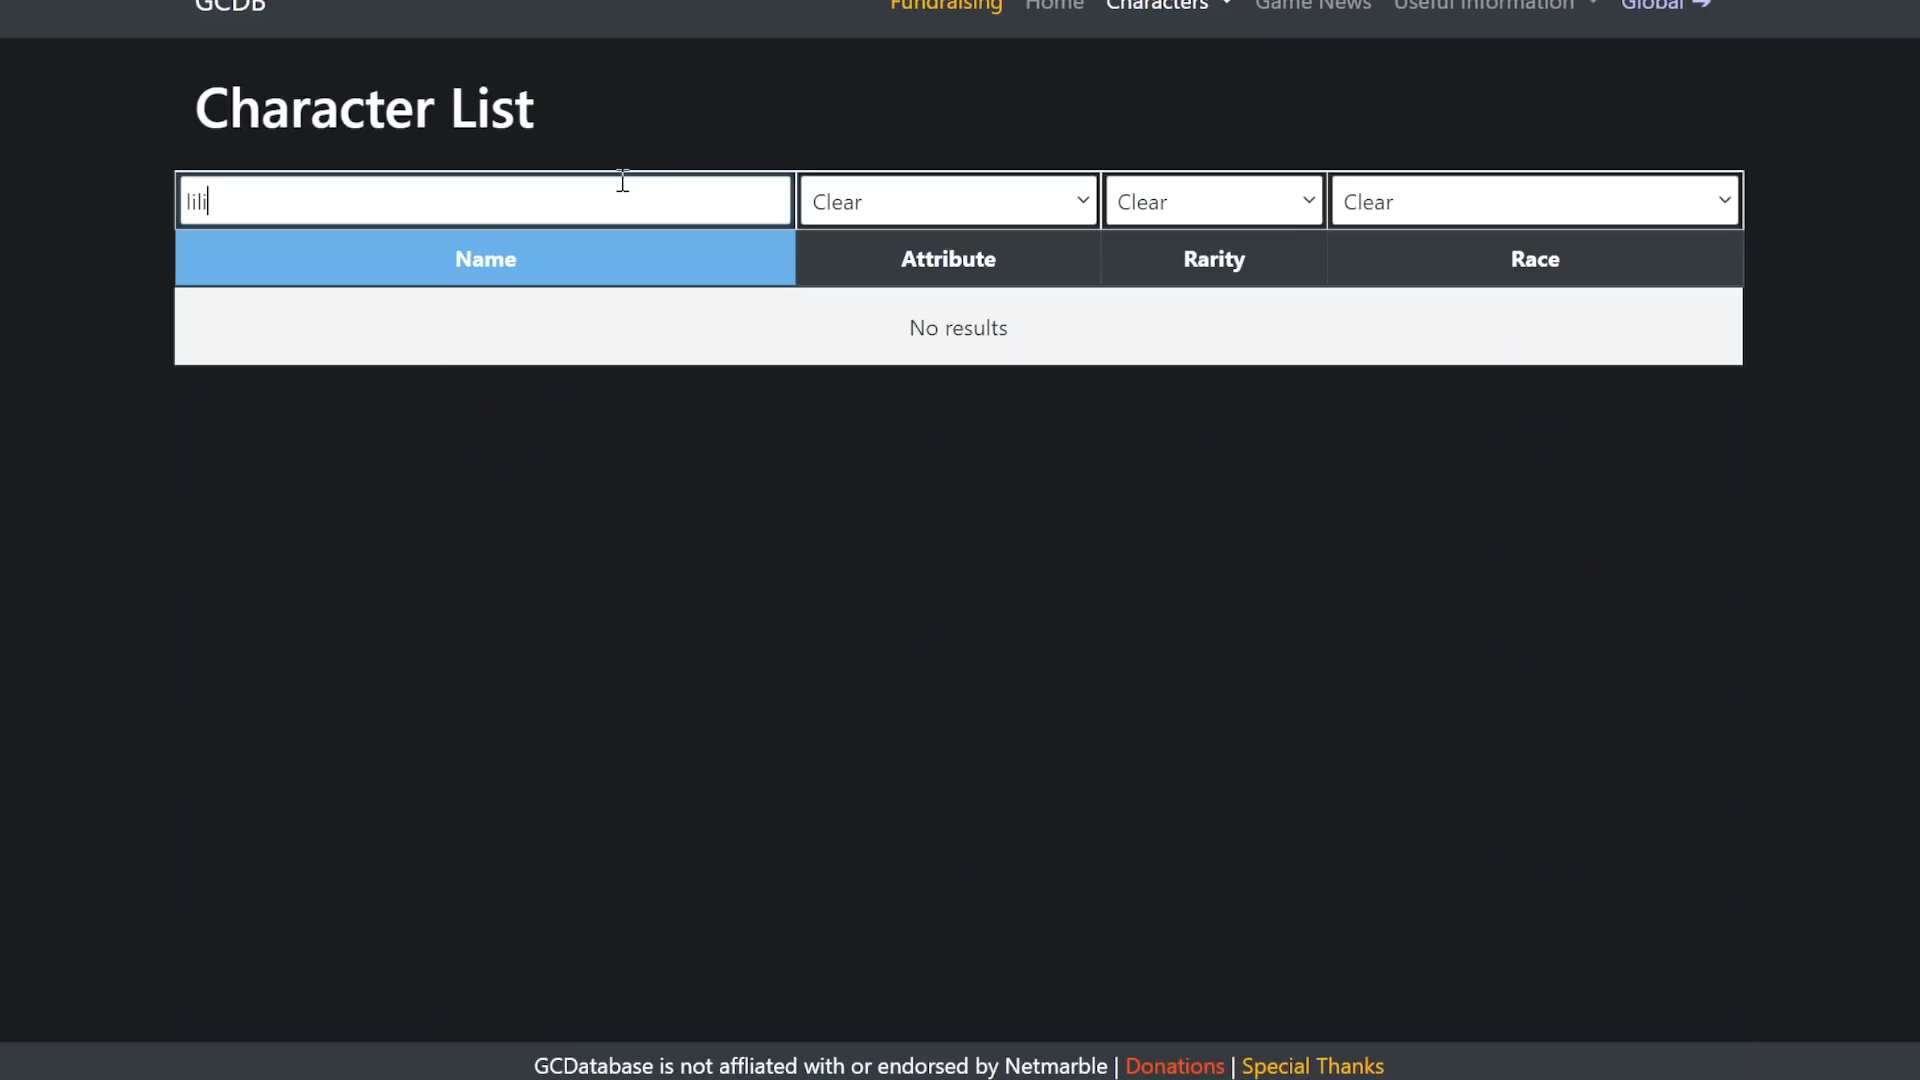 GCDB
Fundraising Home Characters Game News Useful Information Global →
Character List
lili
Clear
Clear
Clear
Name Attribute Rarity Race
No results
GCDatabase is not affliated with or endorsed by Netmarble | Donations | Special Thanks